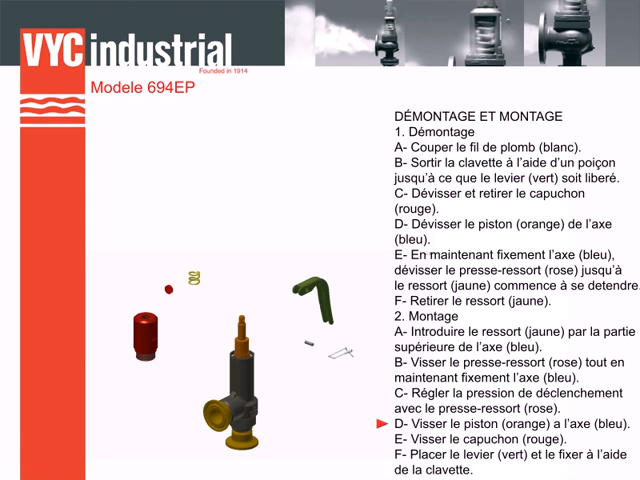 VYC industrial
Founded in 1914
Modele 694EP
DÉMONTAGE ET MONTAGE
1. Démontage
A- Couper le fil de plomb (blanc).
B- Sortir la clavette à l'aide d'un poiçon
jusqu'à ce que le levier (vert) soit liberé.
C- Dévisser et retirer le capuchon
(rouge).
D- Dévisser le piston (orange) de l'axe
(bleu).
E- En maintenant fixement l'axe (bleu),
dévisser le presse-ressort (rose) jusqu'à
le ressort (jaune) commence à se detendre.
F- Retirer le ressort (jaune).
2. Montage
A- Introduire le ressort (jaune) par la partie
supérieure de l'axe (bleu).
B- Visser le presse-ressort (rose) tout en
maintenant fixement l'axe (bleu).
C- Régler la pression de déclenchement
avec le presse-ressort (rose).
D- Visser le piston (orange) a l'axe (bleu).
E- Visser le capuchon (rouge).
F- Placer le levier (vert) et le fixer à l'aide
de la clavette.